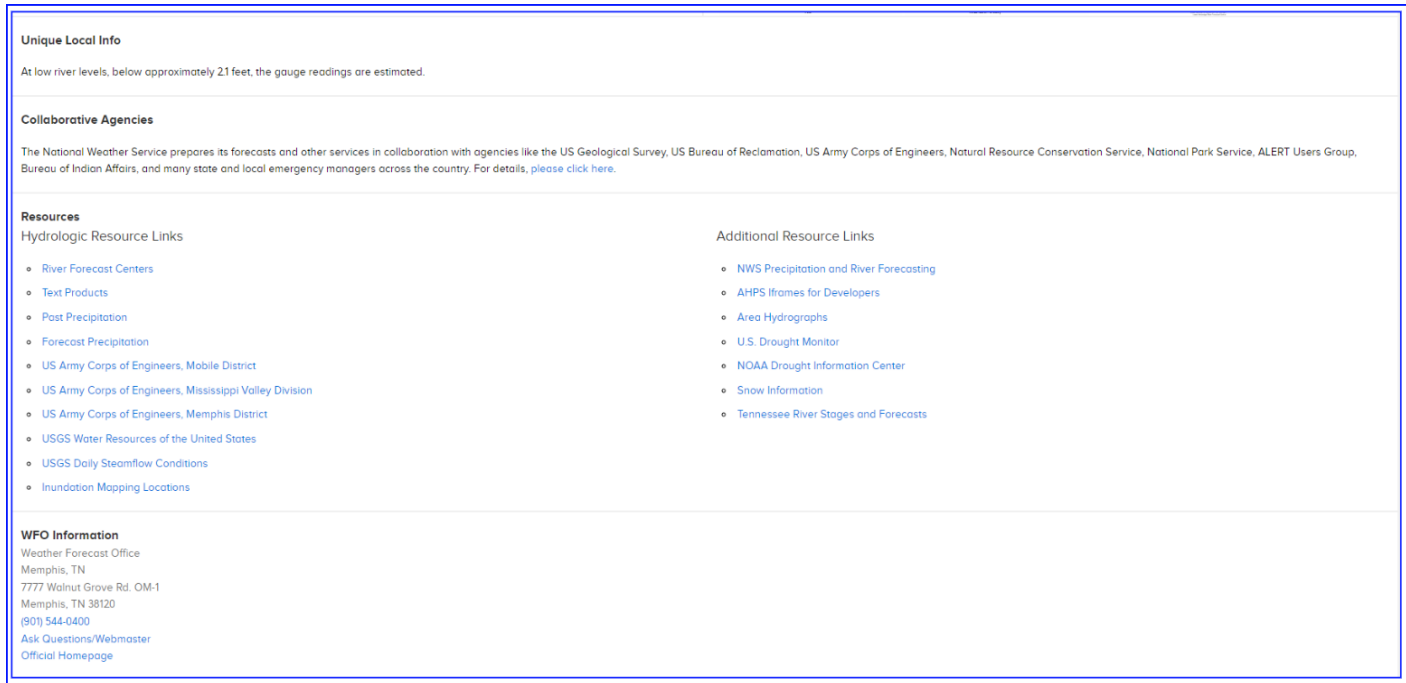 Unique Local Info
At low river levels, below approximately 2.1 feet, the gauge readings are estimated.
Collaborative Agencies
The National Weather Service prepares its forecasts and other services in collaboration with agencies like the US Geological Survey, US Bureau of Reclamation, US Army Corps of Engineers, Natural Resource Conservation Service, National Park Service, ALERT Users Group,
Bureau of Indian Affairs, and many state and local emergency managers across the country. For details, please click here.
Resources
Hydrologic Resource Links
River Forecast Centers
Text Products
Past Precipitation
Forecast Precipitation
US Army Corps of Engineers, Mobile District
US Army Corps of Engineers, Mississippi Valley Division
US Army Corps of Engineers, Memphis District
USGS Water Resources of the United States
USGS Daily Steamflow Conditions
Inundation Mapping Locations
Additional Resource Links
NWS Precipitation and River Forecasting
AHPS Iframes for Developers
Area Hydrographs
U.S. Drought Monitor
NOAA Drought Information Center
Snow Information
Tennessee River Stages and Forecasts
WFO Information
Weather Forecast Office
Memphis, TN
7777 Walnut Grove Rd. OM-1
Memphis, TN 38120
(901) 544-0400
Ask Questions/Webmaster
Official Homepage